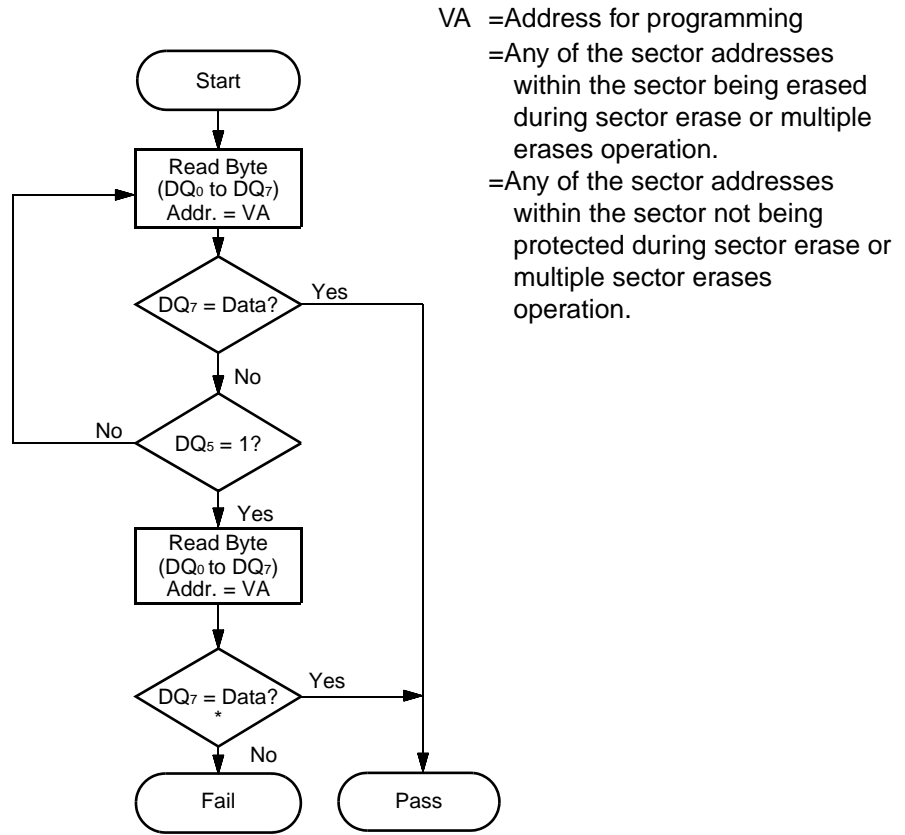 VA =Address for programming
=Any of the sector addresses
within the sector being erased
during sector erase or multiple
erases operation.
=Any of the sector addresses
within the sector not being
protected during sector erase or
multiple sector erases
operation.
Start
Read Byte
(DQ0 to DQ7)
Addr. = VA
DQ7 = Data?
Yes
No
DQ5 = 1?
No
Yes
Read Byte
(DQ0 to DQ7)
Addr. = VA
DQ7 = Data?
*
Yes
No
Fail
Pass